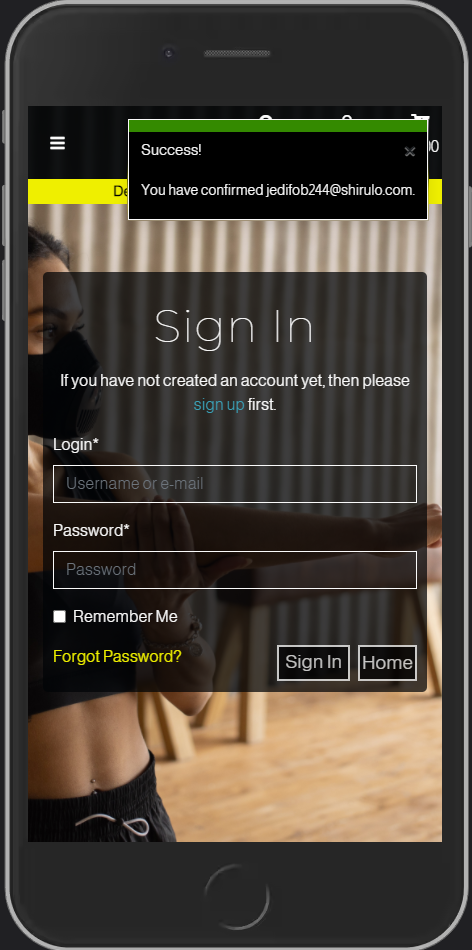 00
Success!
You have confirmed jedifob244@shirulo.com.
De
Sign In
If you have not created an account yet, then please
sign up first.
Login*
Username or e-mail
Password*
Password
Remember Me
Forgot Password?
Sign In
Home